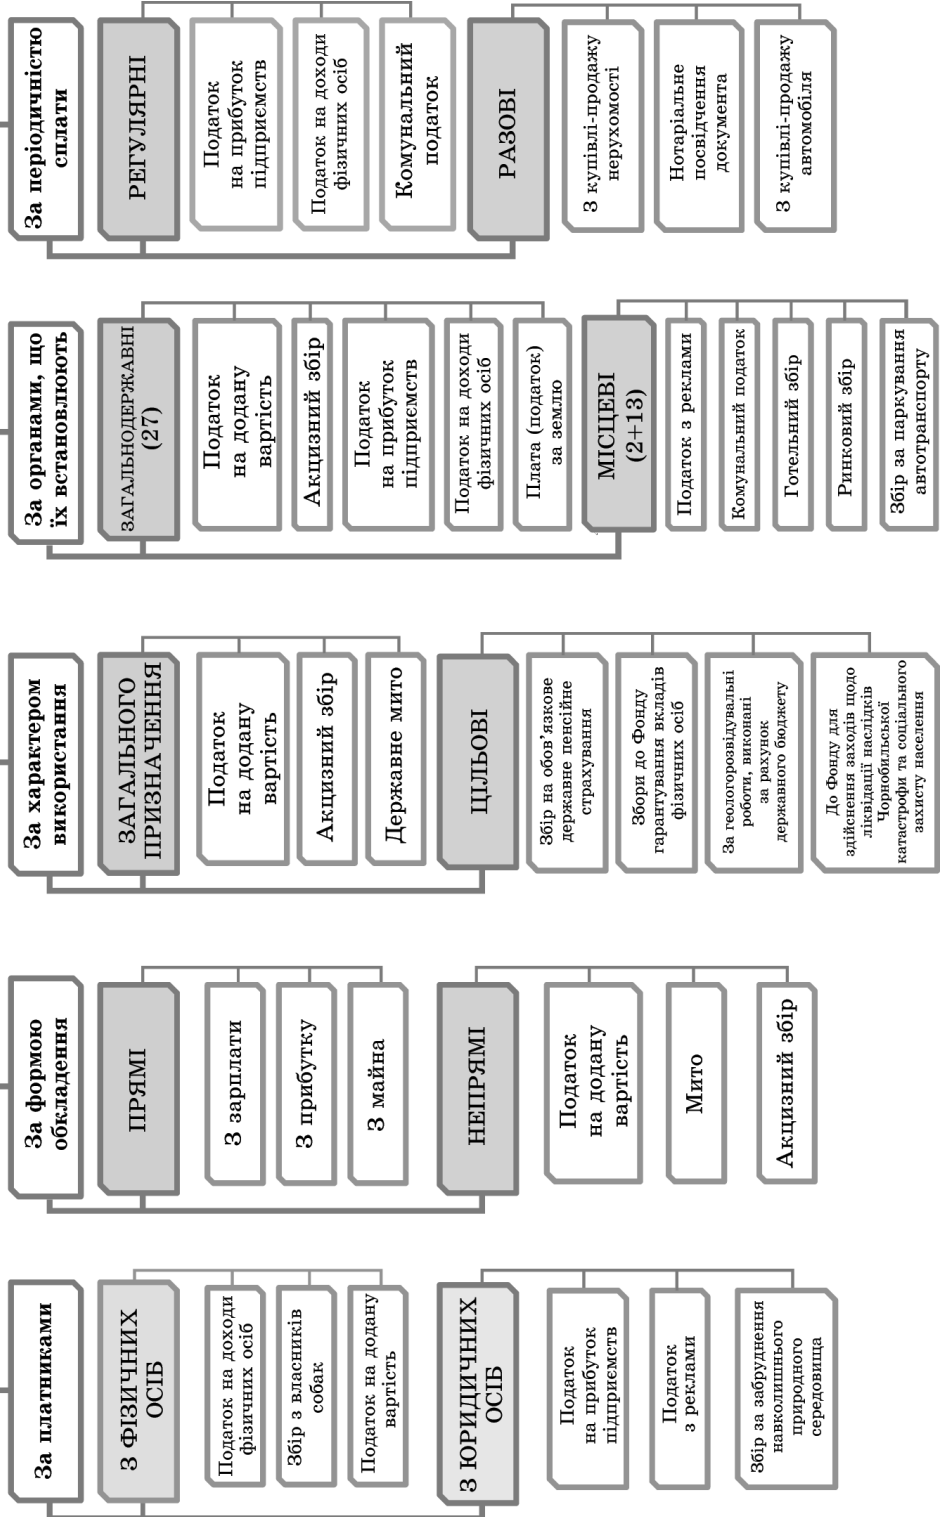 За платниками
З ФІЗИЧНИХ
ОСІБ
Податок на доходи
фізичних осіб
Збір з власників
собак
Податок на додану
вартість
З ЮРИДИЧНИХ
ОСІБ
Податок
на прибуток
підприємств
Податок
з реклами
Збір за забруднення
навколишнього
природного
середовища
За формою
обкладення
ПРЯМІ
З зарплати
З прибутку
З майна
НЕПРЯМІ
Податок
на додану
вартість
Мито
Акцизний збір
За характером
використання
ЗАГАЛЬНОГО
ПРИЗНАЧЕННЯ
Податок
на додану
вартість
Акцизний збір
Державне мито
ЦІЛЬОВІ
Збір на обов’язкове
державне пенсійне
страхування
Збори до Фонду
гарантування вкладів
фізичних осіб
За геологорозвідувальні
роботи, виконані
за рахунок
державного бюджету
До Фонду для
здійснення заходів щодо
ліквідації наслідків
Чорнобильської
катастрофи та соціального
захисту населення
За органами, що
їх встановлюють
ЗАГАЛЬНОДЕРЖАВНІ
(27)
Податок
на додану
вартість
Акцизний збір
Податок
на прибуток
підприємств
Податок на доходи
фізичних осіб
Плата (податок)
за землю
МІСЦЕВІ
(2+13)
Податок з реклами
Комунальний податок
Готельний збір
Ринковий збір
Збір за паркування
автотранспорту
За періодичністю
сплати
РЕГУЛЯРНІ
Податок
на прибуток
підприємств
Податок на доходи
фізичних осіб
Комунальний
податок
РАЗОВІ
З купівлі-продажу
нерухомості
Нотаріальне
посвідчення
документа
З купівлі-продажу
автомобіля